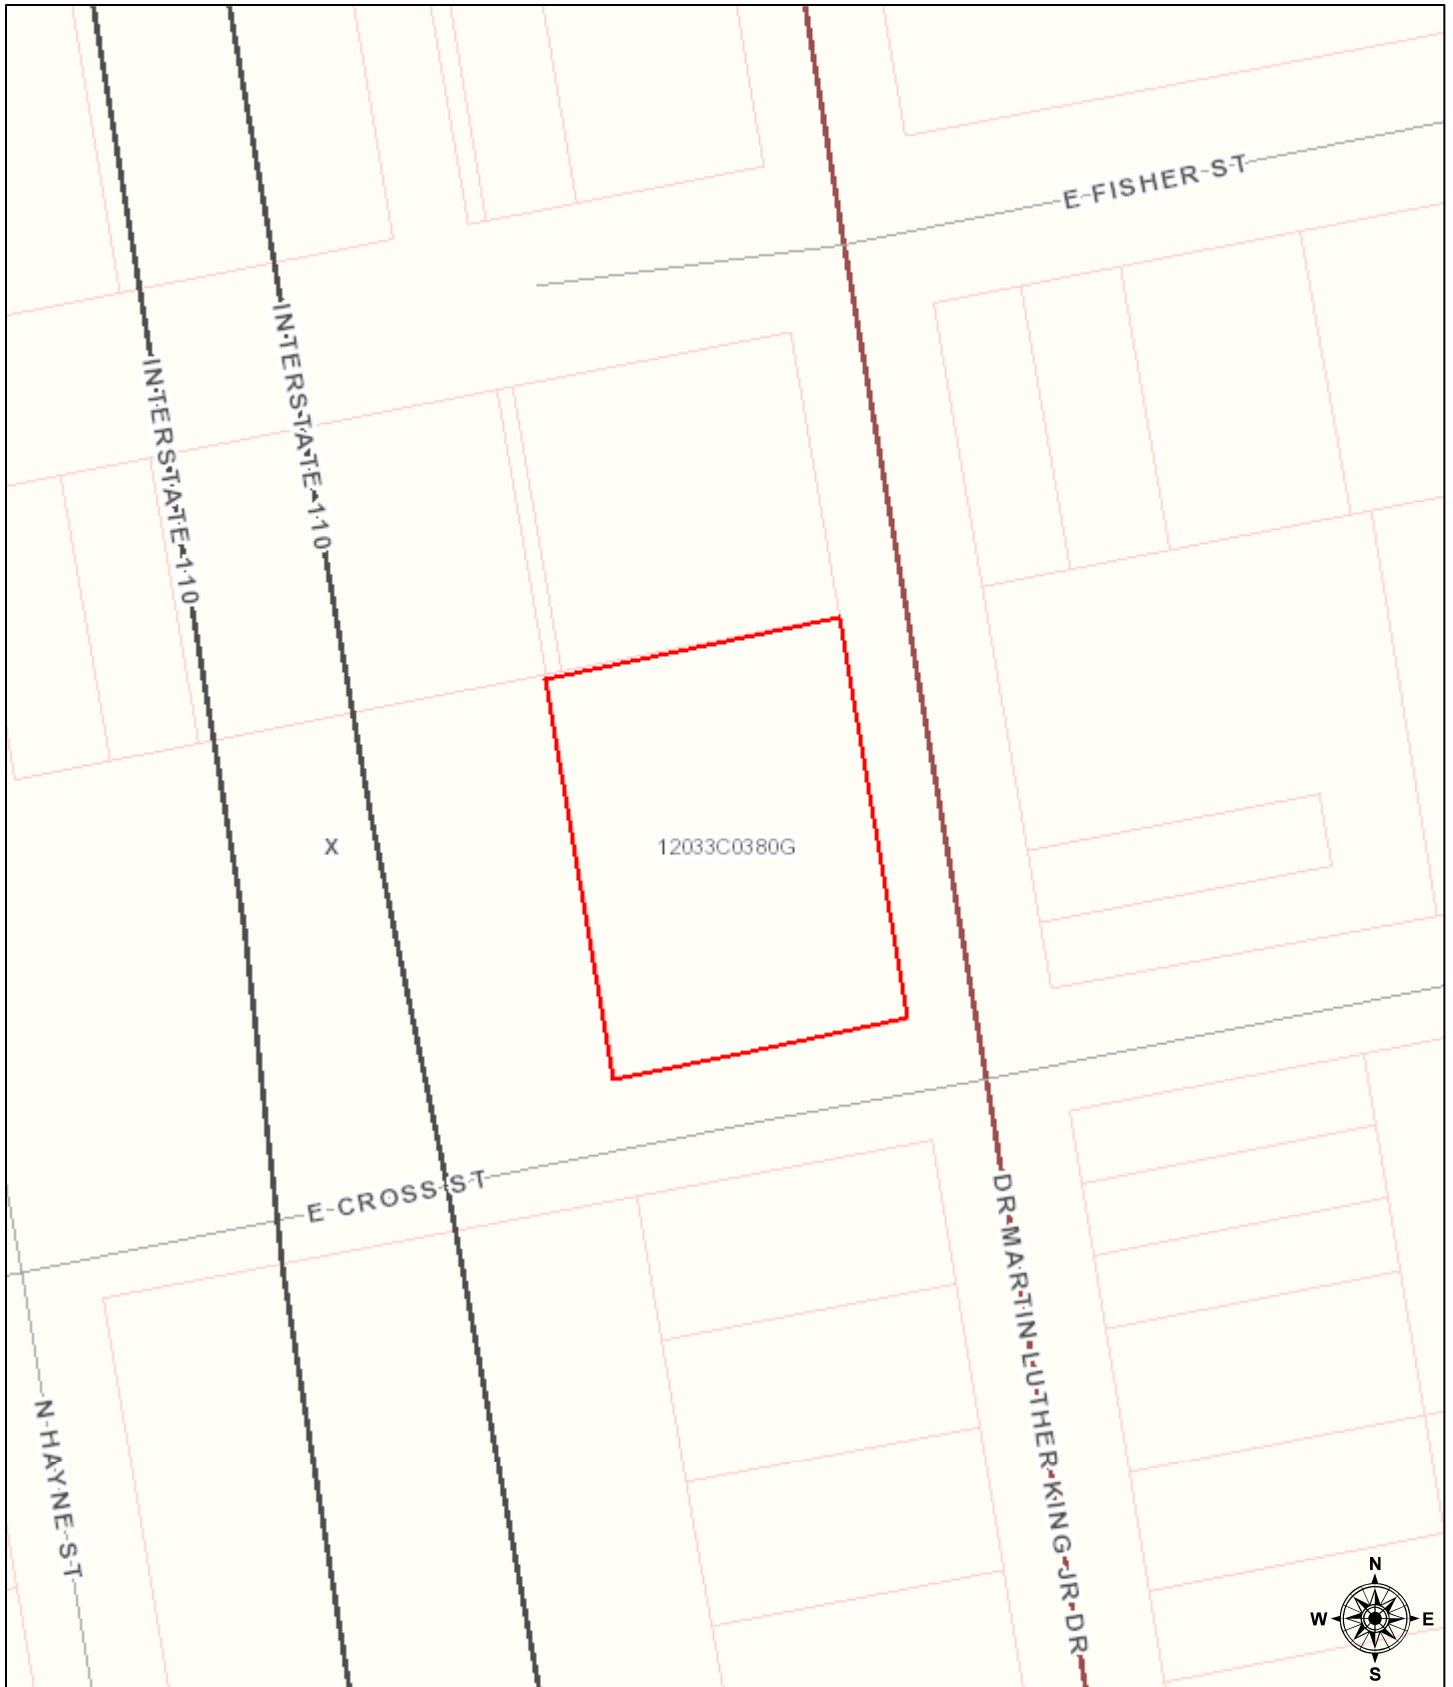 E FISHER ST
INTERSTATE 110
INTERSTATE 110
X
12033C0380G
E CROSS ST
DR MARTIN LUTHER KING JR DR
N HAYNE ST
N
W E
S